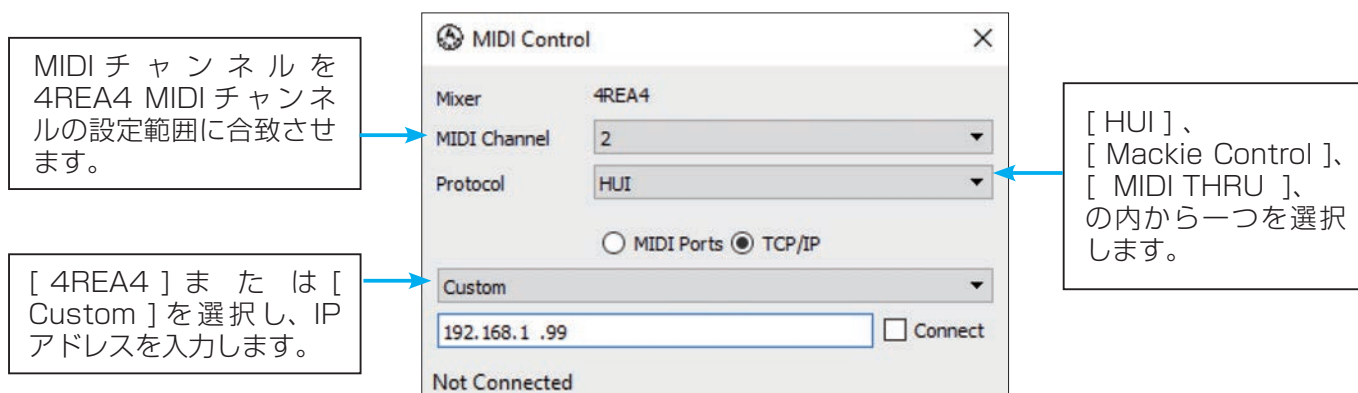 MIDI チャンネルを
4REA4 MIDI チャンネ
ルの設定範囲に合致させ
ます。
[ 4REA4 ] または [
Custom ] を選択し、IP
アドレスを入力します。
MIDI Control
Mixer 4REA4
MIDI Channel 2
Protocol HUI
MIDI Ports TCP/IP
Custom
192.168.1 .99 Connect
Not Connected
[ HUI ] 、
[ Mackie Control ]、
[ MIDI THRU ]、
の内から一つを選択
します。